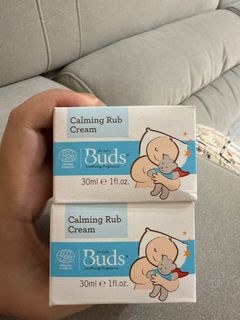 Calming Rub
Cream
Buds
30ml e 1fl.oz.
Calming Rub
Cream
Buds
30ml e 1fl.oz.